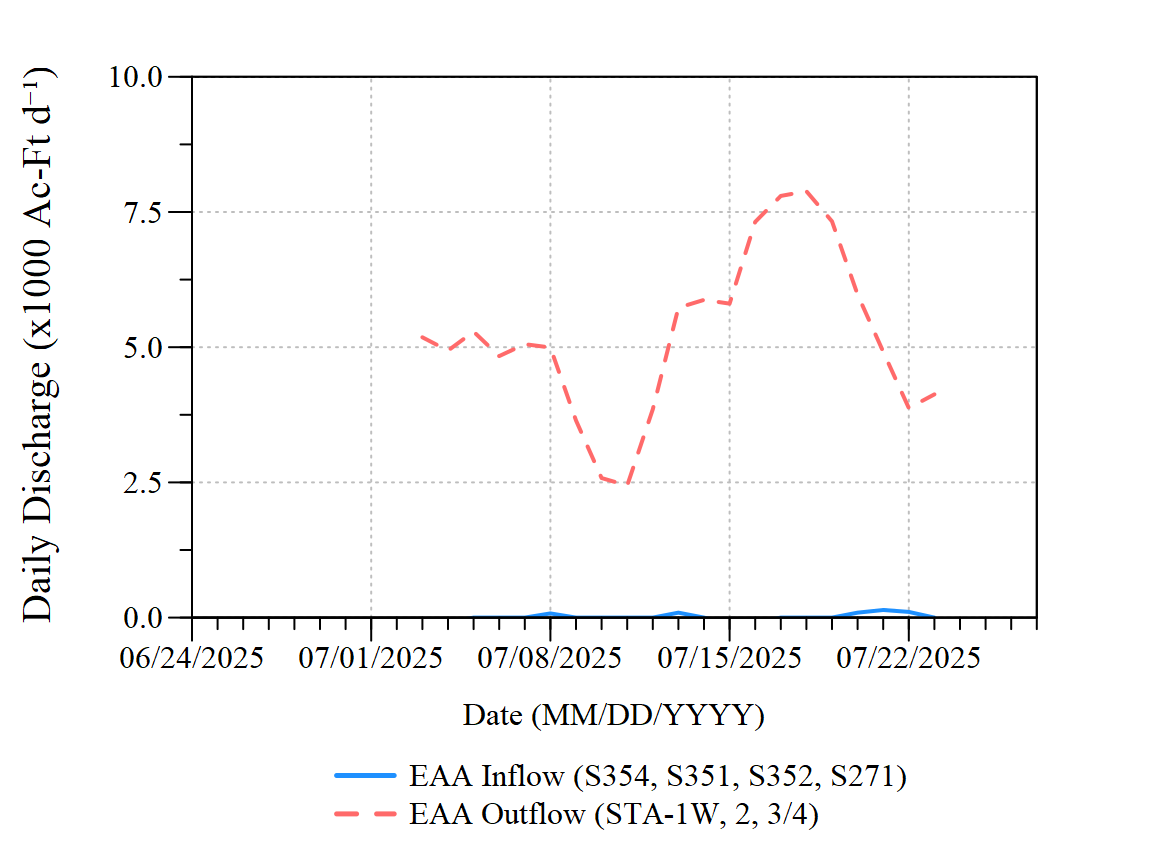 Daily Discharge (x1000 Ac-Ft d⁻¹)
10.0
7.5
5.0
2.5
0.0
06/24/2025 07/01/2025 07/08/2025 07/15/2025 07/22/2025
Date (MM/DD/YYYY)
EAA Inflow (S354, S351, S352, S271)
EAA Outflow (STA-1W, 2, 3/4)